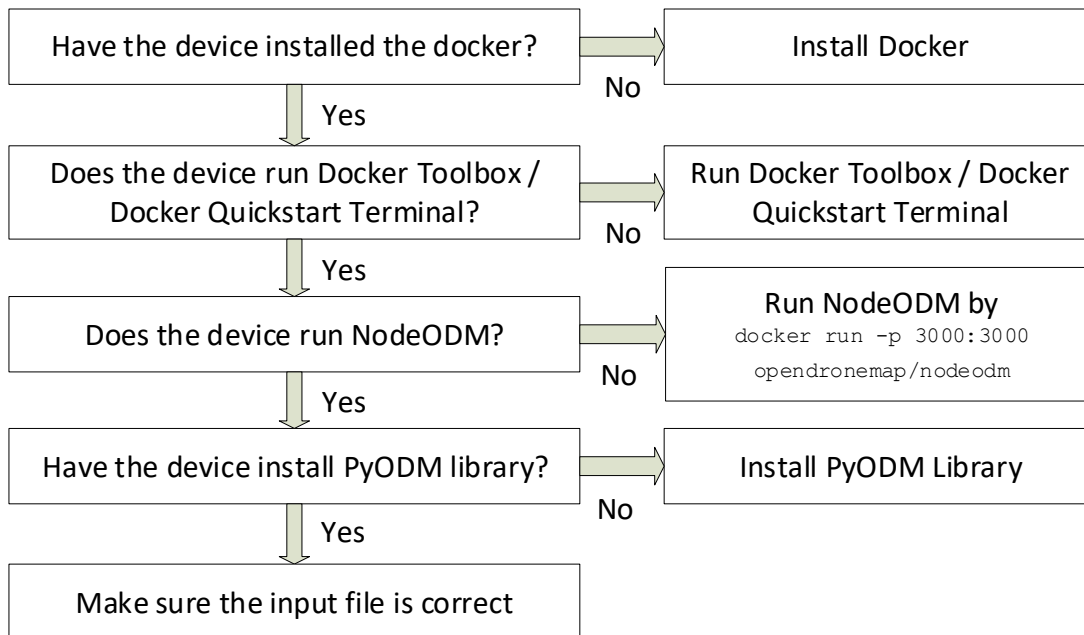 Have the device installed the docker?
Install Docker
No
Yes
Does the device run Docker Toolbox /
Docker Quickstart Terminal?
Run Docker Toolbox / Docker
Quickstart Terminal
No
Yes
Does the device run NodeODM?
Run NodeODM by
docker run -p 3000:3000
opendronemap/nodeodm
No
Yes
Have the device install PyODM library?
Install PyODM Library
No
Yes
Make sure the input file is correct